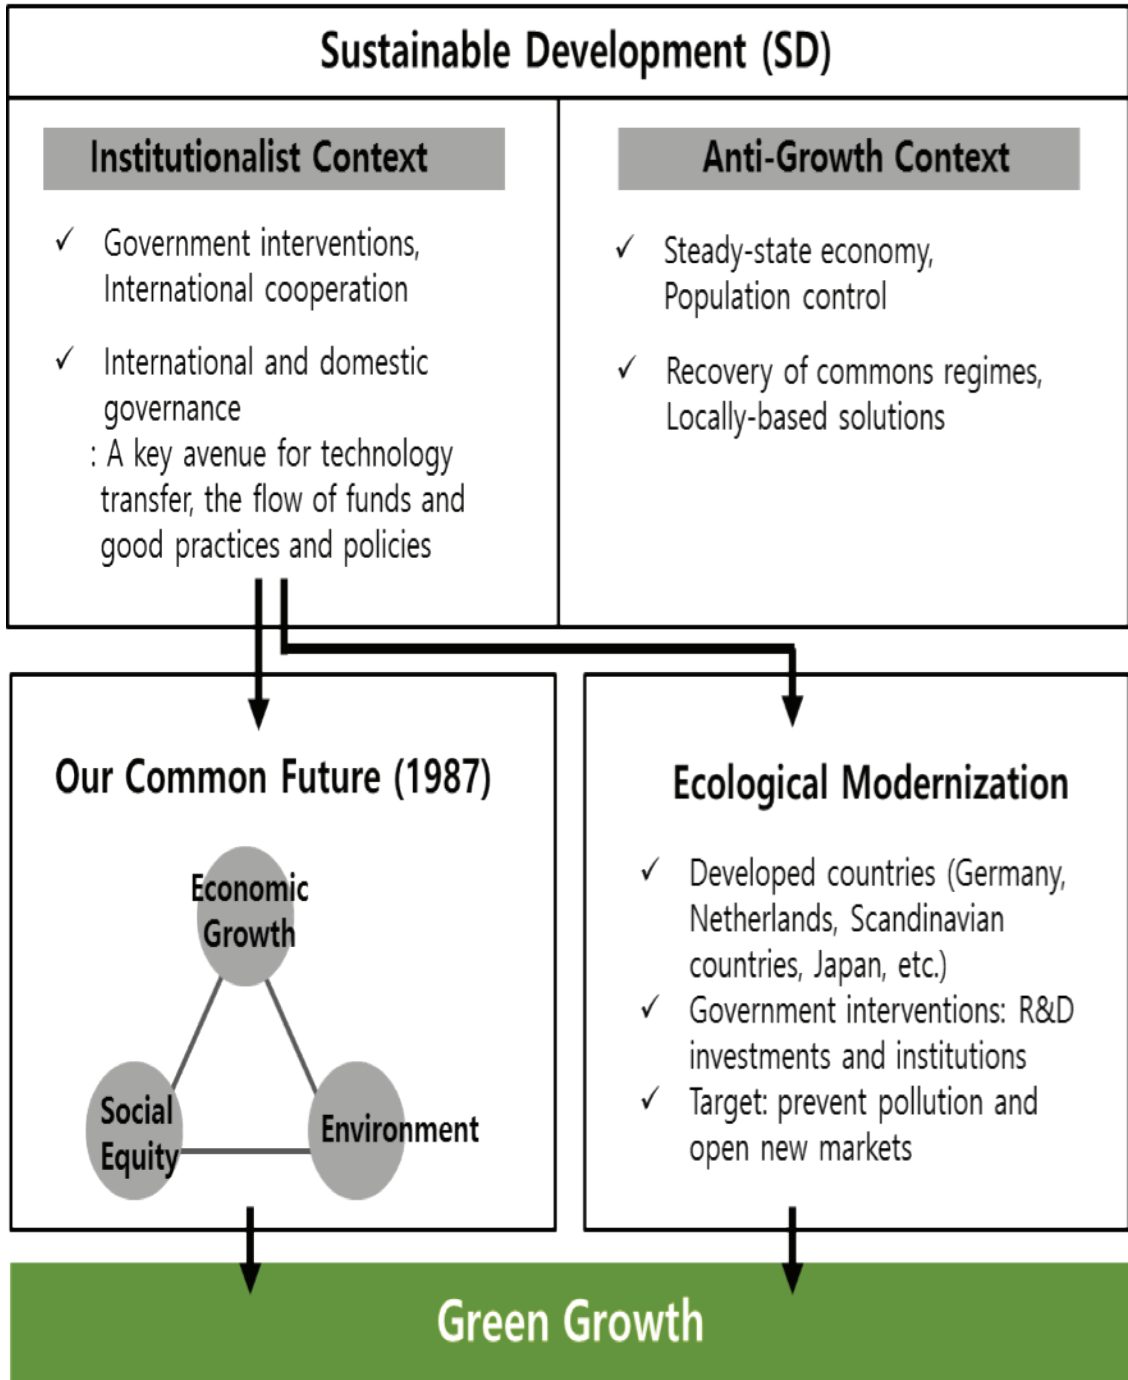 Sustainable Development (SD)
Institutionalist Context
✓ Government interventions,
International cooperation
✓ International and domestic
governance
: A key avenue for technology
transfer, the flow of funds and
good practices and policies
Anti-Growth Context
✓ Steady-state economy,
Population control
✓ Recovery of commons regimes,
Locally-based solutions
Our Common Future (1987)
Economic
Growth
Social
Equity
Environment
Ecological Modernization
✓ Developed countries (Germany,
Netherlands, Scandinavian
countries, Japan, etc.)
✓ Government interventions: R&D
investments and institutions
✓ Target: prevent pollution and
open new markets
Green Growth